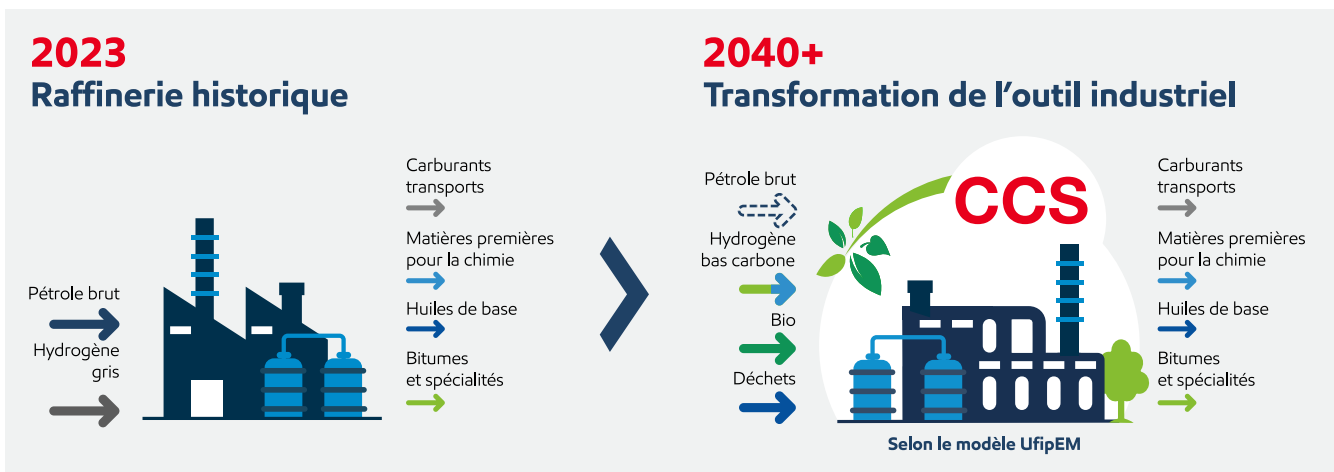 2023
Raffinerie historique
Pétrole brut
Hydrogène
gris
Carburants
transports
Matières premières
pour la chimie
Huiles de base
Bitumes
et spécialités
2040+
Transformation de l’outil industriel
Pétrole brut
Hydrogène
bas carbone
Bio
Déchets
CCS
Selon le modèle UfipEM
Carburants
transports
Matières premières
pour la chimie
Huiles de base
Bitumes
et spécialités